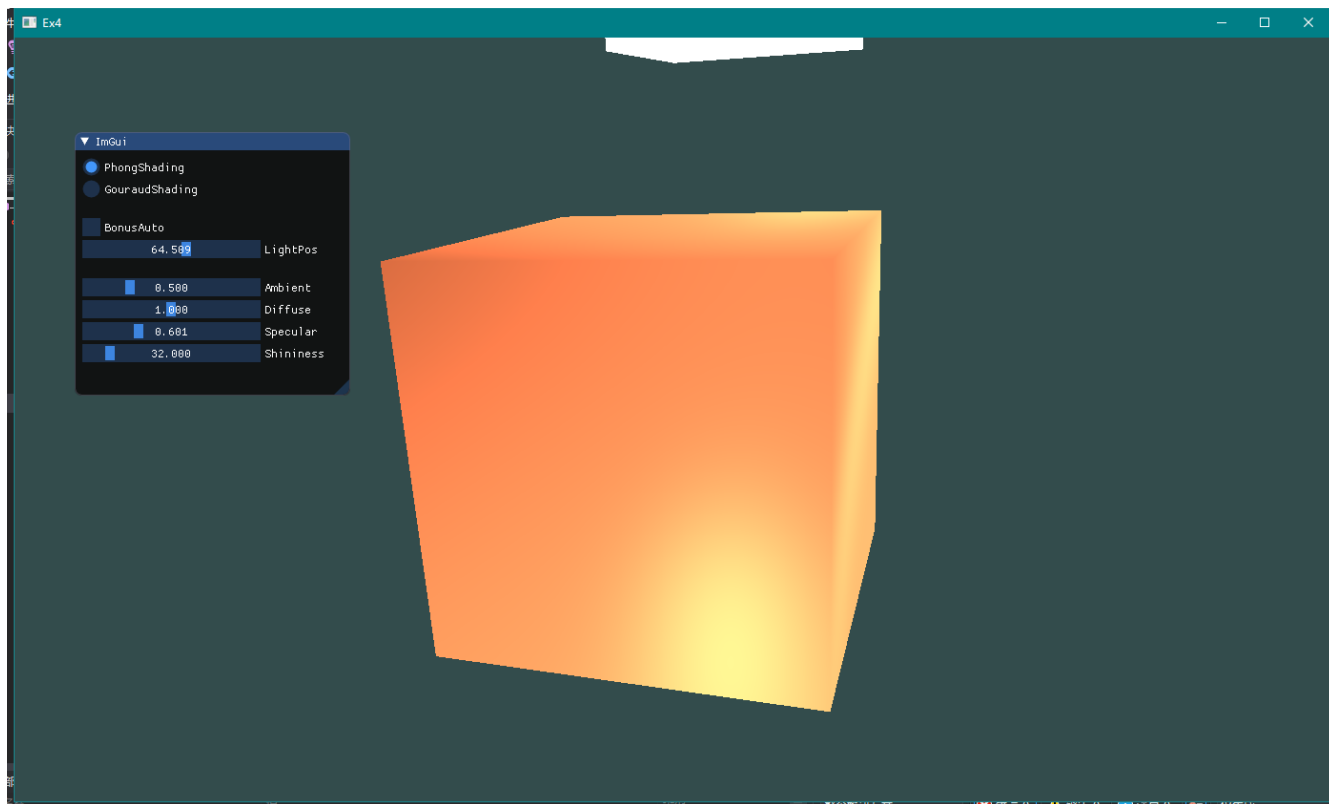 Ex4
ImGui
PhongShading
GouraudShading
BonusAuto
64.509 LightPos
0.500 Ambient
1.000 Diffuse
0.601 Specular
32.000 Shininess